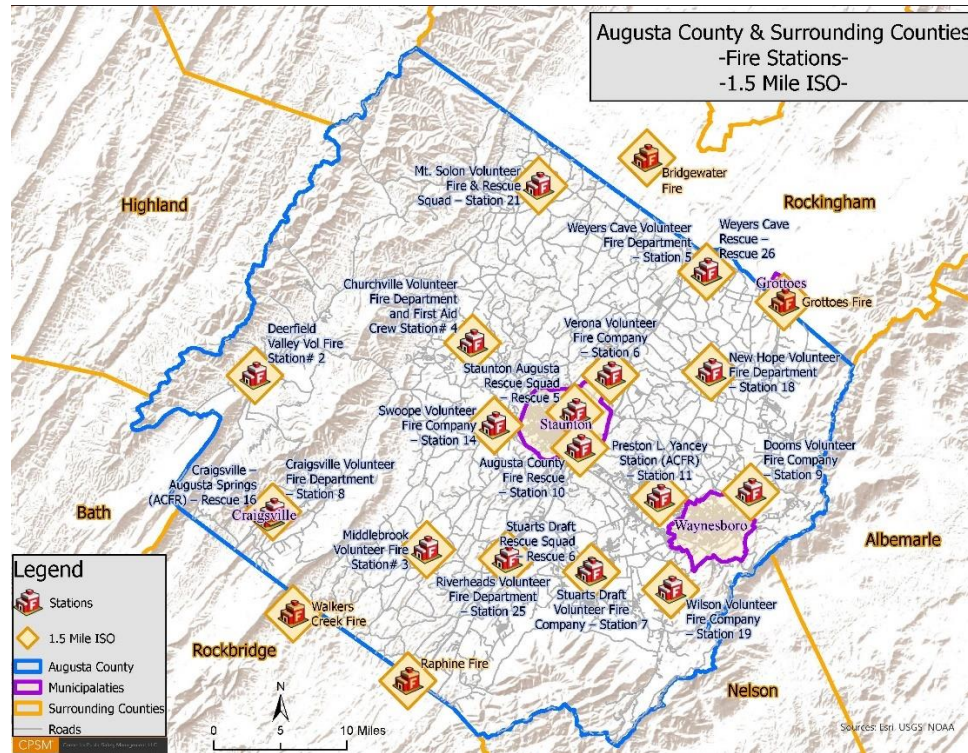 Augusta County & Surrounding Counties
-Fire Stations-
-1.5 Mile ISO-
Highland
Mt. Solon Volunteer
Fire & Rescue
Squad – Station 21
Bridgewater
Fire
Rockingham
Weyers Cave Volunteer
Fire Department
– Station 5
Weyers Cave
Rescue –
Rescue 26
Grottoes
Grottoes Fire
Churchville Volunteer
Fire Department
and First Aid
Crew Station# 4
Deerfield
Valley Vol Fire
Station# 2
Verona Volunteer
Fire Company
– Station 6
New Hope Volunteer
Fire Department
– Station 18
Staunton Augusta
Rescue Squad
– Rescue 5
Staunton
Swoope Volunteer
Fire Company
– Station 14
Augusta County
Fire Rescue
– Station 10
Preston L. Yancey
Station (ACFR)
– Station 11
Dooms Volunteer
Fire Company
– Station 9
Craigsville –
Augusta Springs
(ACFR) – Rescue 16
Craigsville Volunteer
Fire Department
– Station 8
Craigsville
Bath
Waynesboro
Albemarle
Middlebrook
Volunteer Fire
Station# 3
Stuarts Draft
Rescue Squad
– Rescue 6
Riverheads Volunteer
Fire Department
– Station 25
Stuarts Draft
Volunteer Fire
Company – Station 7
Wilson Volunteer
Fire Company
– Station 19
Walkers
Creek Fire
Rockbridge
Raphine Fire
Nelson
Legend
Stations
1.5 Mile ISO
Augusta County
Municipalaties
Surrounding Counties
Roads
CPSM
N
0 5 10 Miles
Sources: Esri, USGS, NOAA